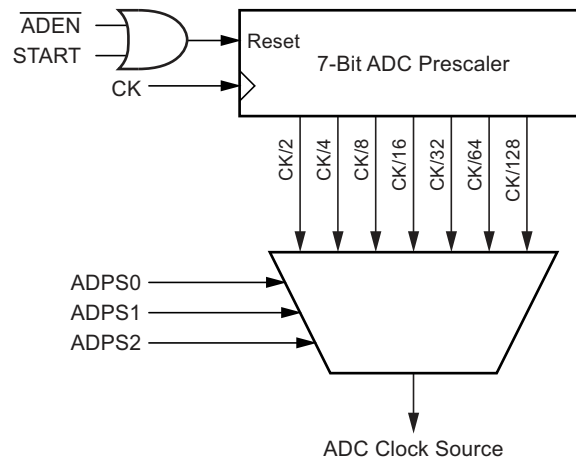 ADEN
START
CK
Reset
7-Bit ADC Prescaler
CK/2
CK/4
CK/8
CK/16
CK/32
CK/64
CK/128
ADPS0
ADPS1
ADPS2
ADC Clock Source